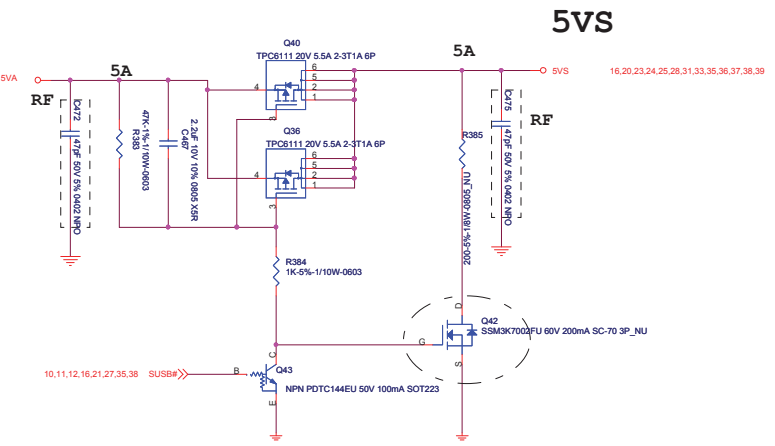 5VS
5VA
5A
Q40
TPC6111 20V 5.5A 2-3T1A 6P
6
5
2
1
4
3
5A
5VS
16,20,23,24,25,28,31,33,35,36,37,38,39
RF
C472
47pF 50V 5% 0402 NPO
47K-1%-1/10W-0603
R383
2.2uF 10V 10% 0805 X5R
C467
Q36
TPC6111 20V 5.5A 2-3T1A 6P
6
5
2
1
4
3
R385
200-5%-1/8W-0805_NU
C475
47pF 50V 5% 0402 NPO
RF
R384
1K-5%-1/10W-0603
D
G
S
Q42
SSM3K7002FU 60V 200mA SC-70 3P_NU
10,11,12,16,21,27,35,38 SUSB#
B
C
E
Q43
NPN PDTC144EU 50V 100mA SOT223